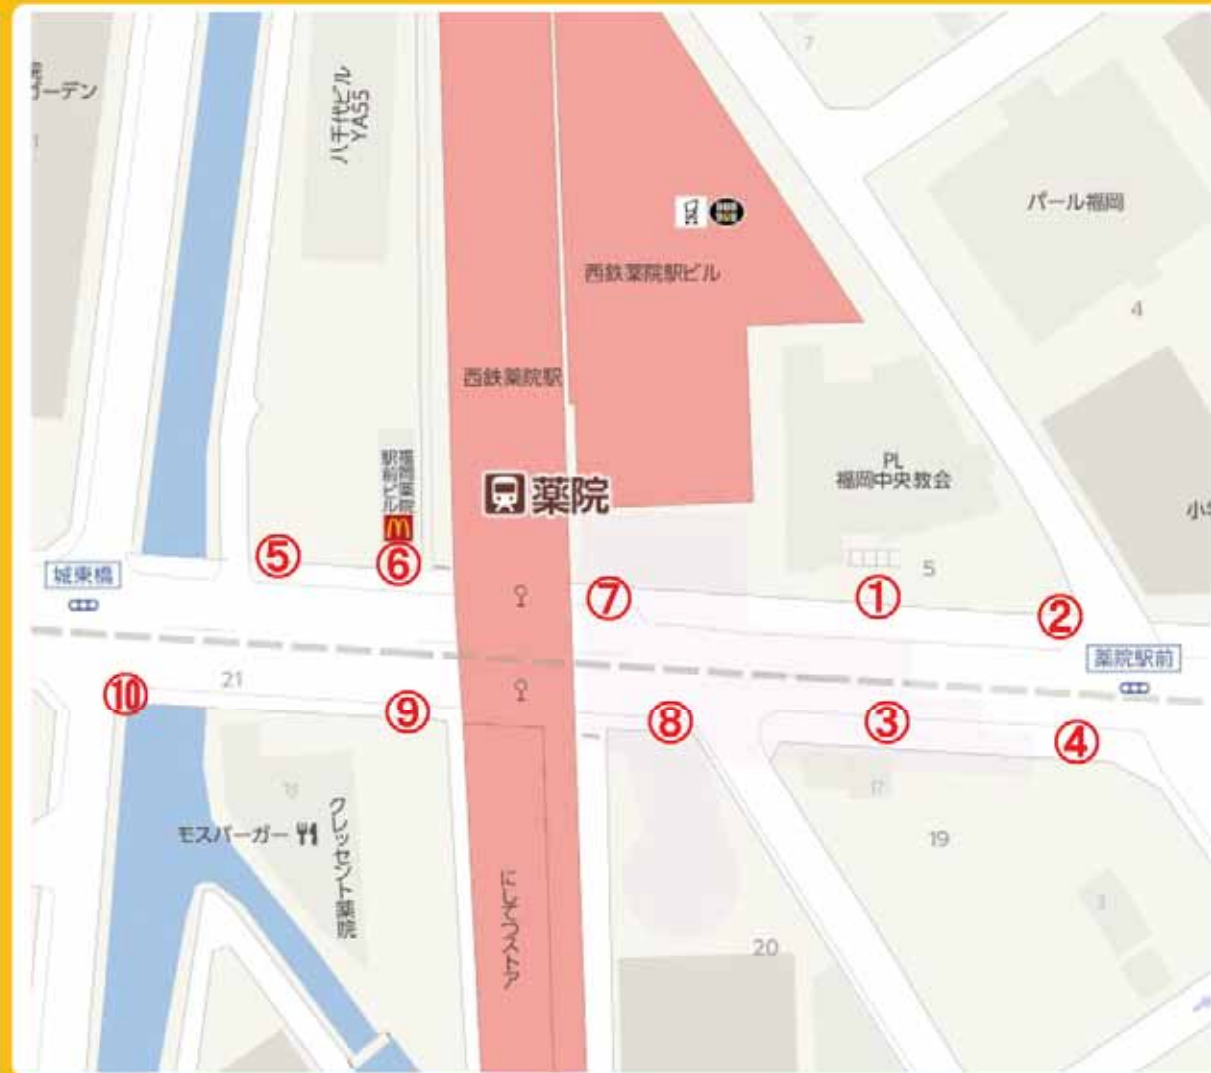 7
ガーデン
八千代ビル
YA55
パール福岡
西鉄薬院駅ビル
4
西鉄薬院駅
福岡薬院
駅前ビル
薬院
PL
福岡中央教会
5
⑤
⑥
⑦
①
②
城東橋
薬院駅前
⑩
21
⑨
⑧
③
④
モスバーガー
クレッセント薬院
17
19
にしてつストア
3
20